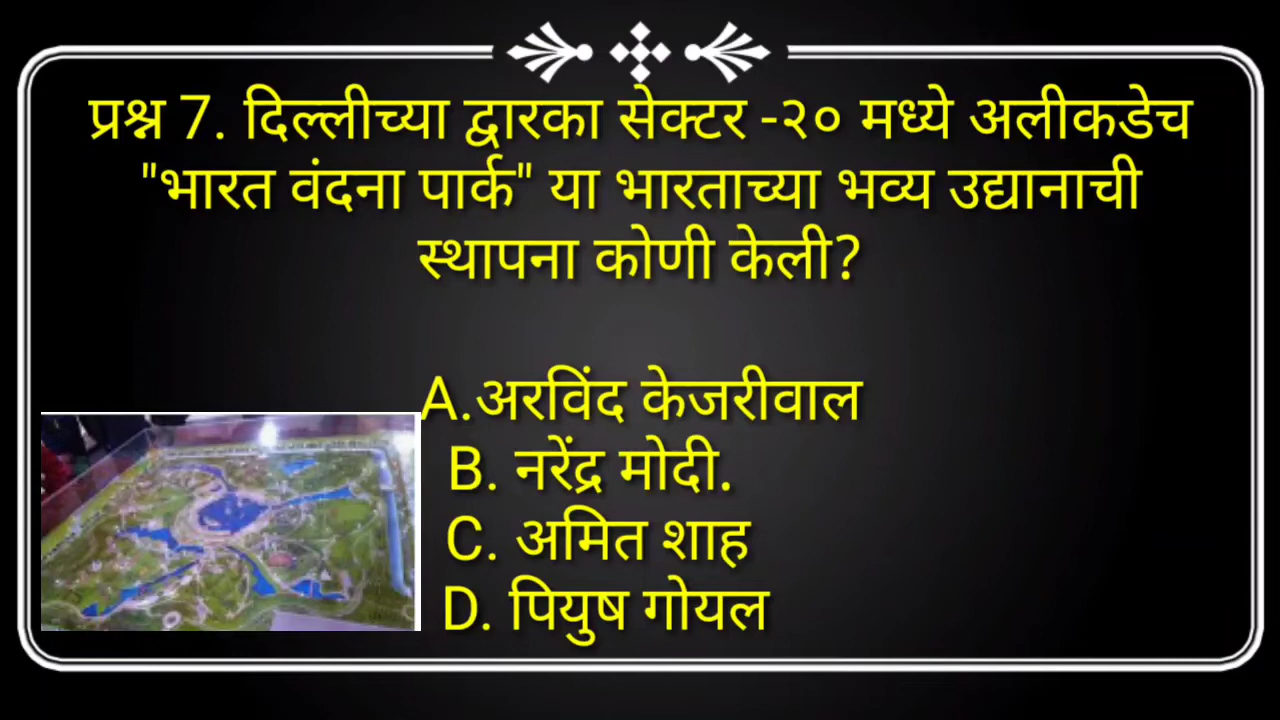 प्रश्न 7. दिल्लीच्या द्वारका सेक्टर -२० मध्ये अलीकडेच
"भारत वंदना पार्क" या भारताच्या भव्य उद्यानाची
स्थापना कोणी केली?
A.अरविंद केजरीवाल
B. नरेंद्र मोदी.
C. अमित शाह
D. पियुष गोयल